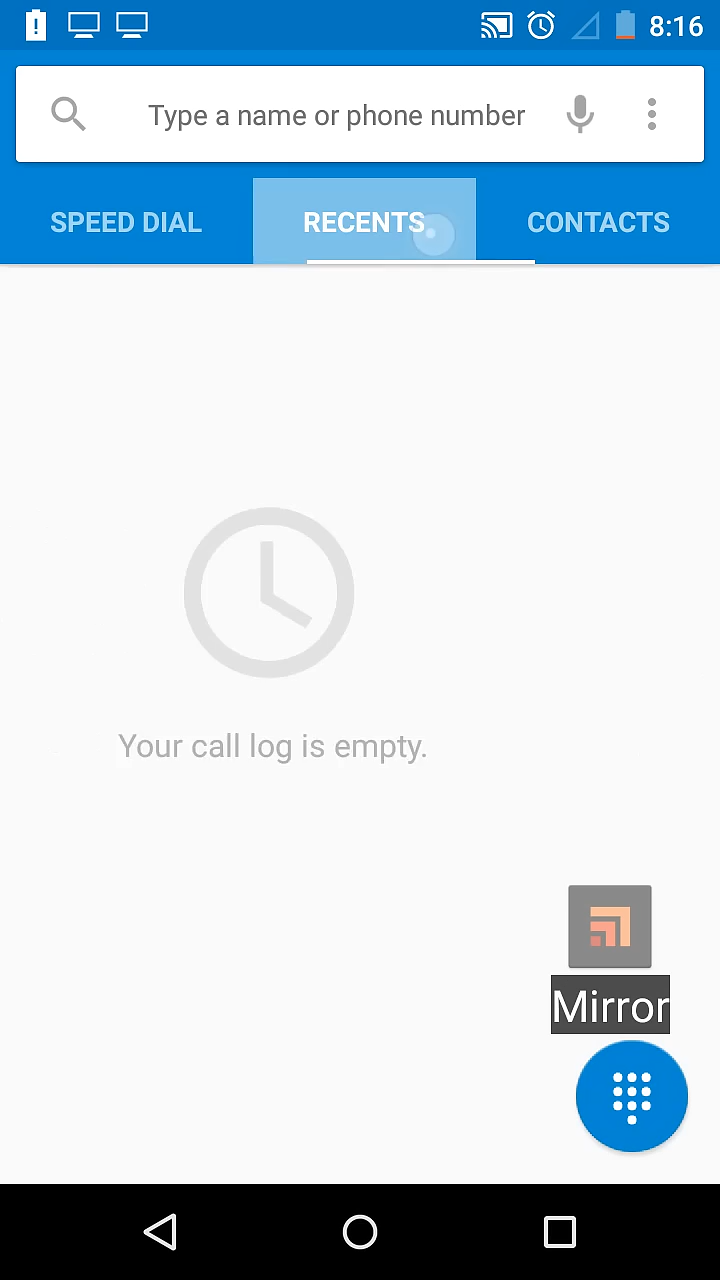 8:16
Type a name or phone number
SPEED DIAL
RECENTS
CONTACTS
Your call log is empty.
Mirror